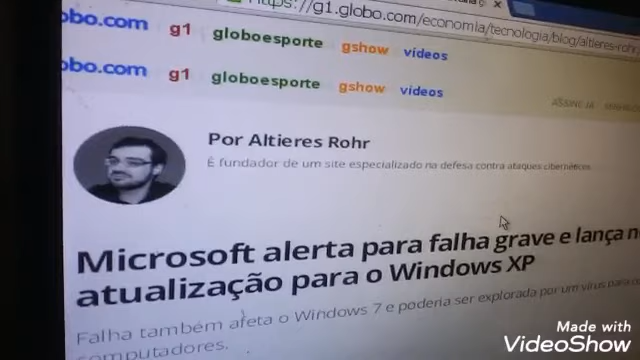 https://g1.globo.com/economia/tecnologia/blog/altieres-rohr
obo.com g1 globoesporte gshow vídeos
obo.com g1 globoesporte gshow vídeos
ASSINE JÁ
Por Altieres Rohr
É fundador de um site especializado na defesa contra ataques cibernéticos
Microsoft alerta para falha grave e lança n
atualização para o Windows XP
Falha também afeta o Windows 7 e poderia ser explorada por um vírus para
computadores.
Made with
VideoShow